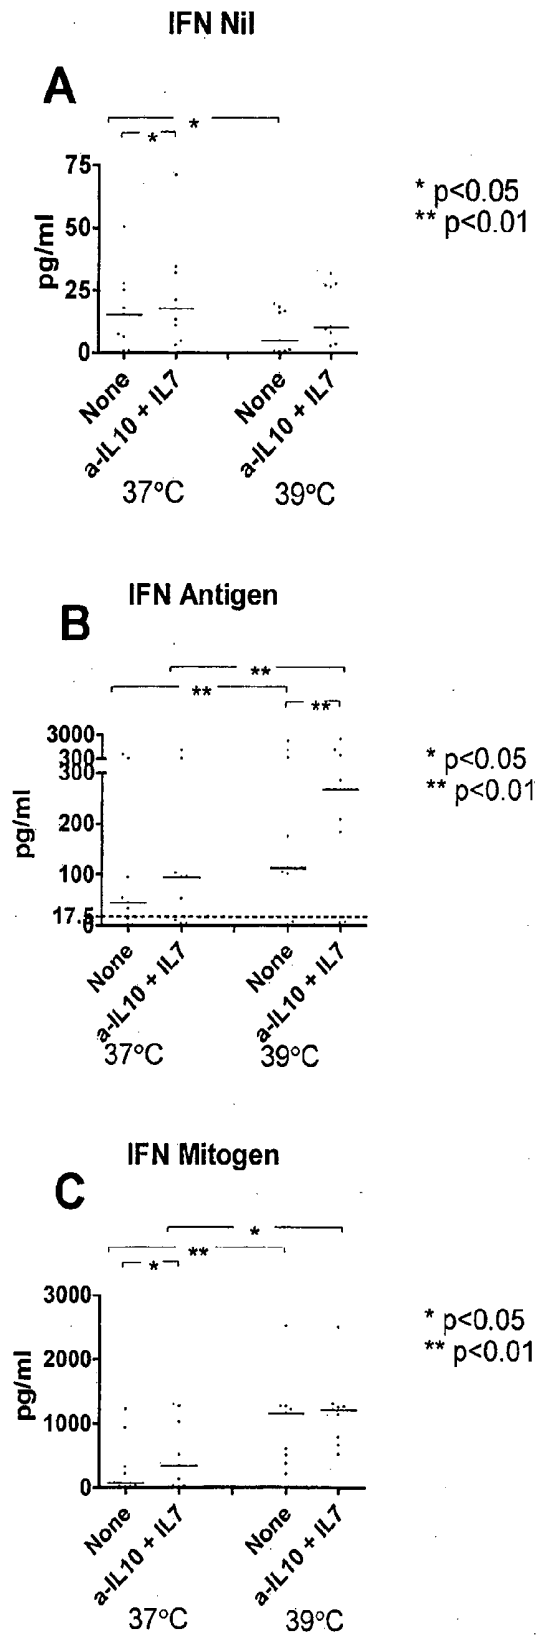 IFN Nil
A
*
*
* p<0.05
** p<0.01
75
50
25
0
pg/ml
None
a-IL10 + IL7
None
a-IL10 + IL7
37°C
39°C
IFN Antigen
B
**
**
**
* p<0.05
** p<0.01
3000
300
300
200
100
17.5
0
pg/ml
None
a-IL10 + IL7
None
a-IL10 + IL7
37°C
39°C
IFN Mitogen
C
*
**
*
* p<0.05
** p<0.01
3000
2000
1000
0
pg/ml
None
a-IL10 + IL7
None
a-IL10 + IL7
37°C
39°C